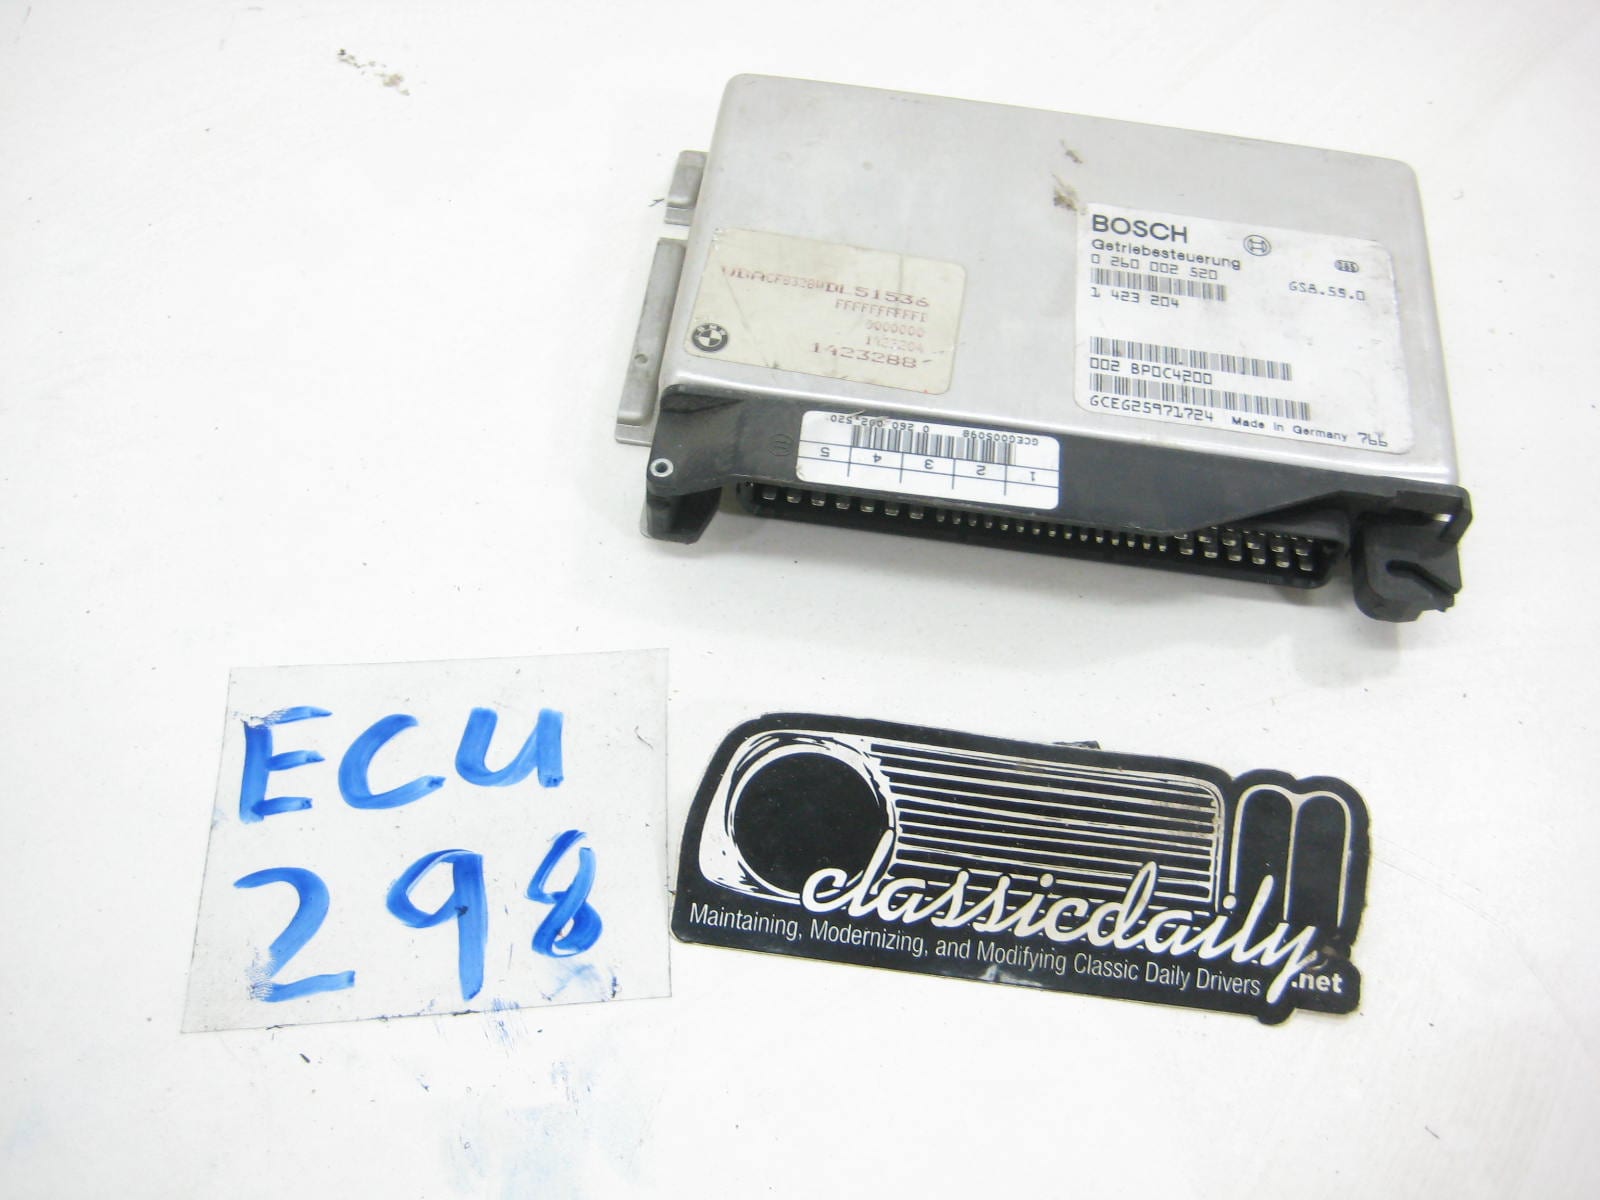 BOSCH
Getriebesteuerung
0 260 002 520
GS8.55.0
1 423 204
002 BP0C4200
GCEG25971724 Made in Germany 766
DL51536
0000000
1423204
1423288
BMW
GCEG005098 0 260 002 520
1 2 3 4 5
ECU
298
classicdaily.net
Maintaining, Modernizing, and Modifying Classic Daily Drivers